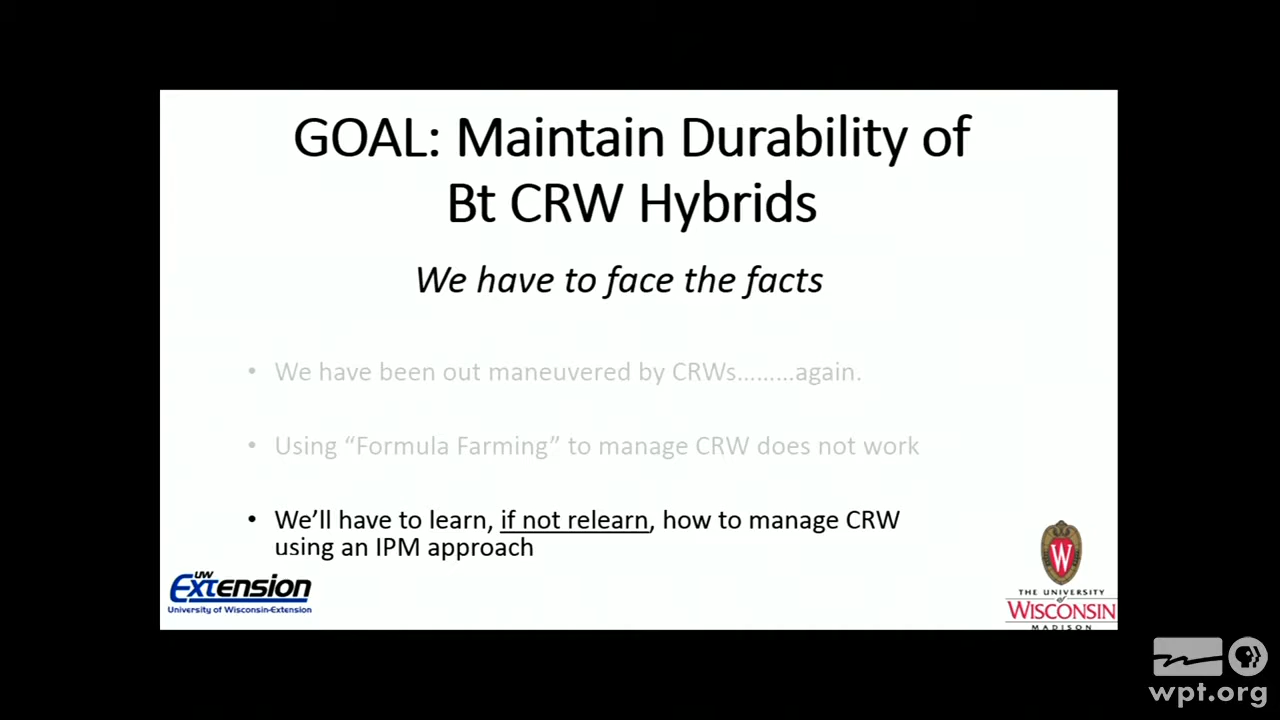 GOAL: Maintain Durability of
Bt CRW Hybrids
We have to face the facts
• We have been out maneuvered by CRWs.........again.
• Using “Formula Farming” to manage CRW does not work
• We’ll have to learn, if not relearn, how to manage CRW
using an IPM approach
UW
Extension
University of Wisconsin-Extension
W
THE UNIVERSITY
of
WISCONSIN
MADISON
PBS
wpt.org